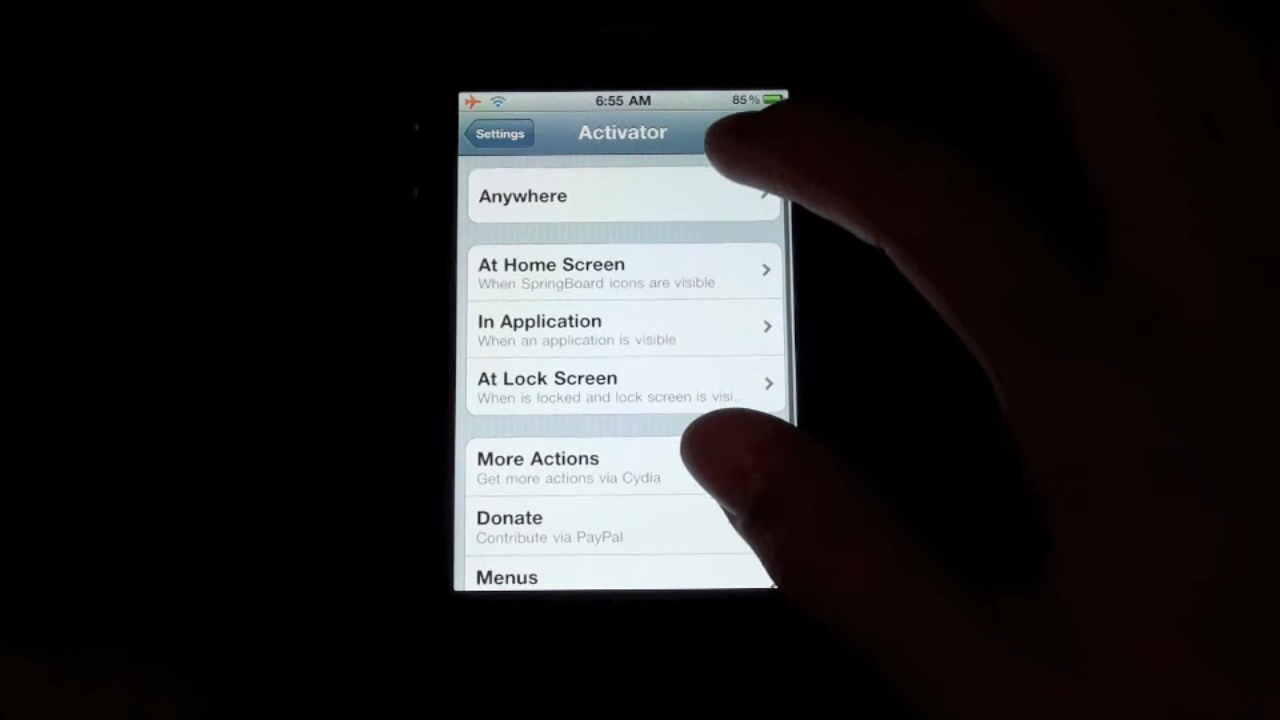 6:55 AM
85%
Settings
Activator
Anywhere
At Home Screen
When SpringBoard icons are visible
In Application
When an application is visible
At Lock Screen
When is locked and lock screen is visi...
More Actions
Get more actions via Cydia
Donate
Contribute via PayPal
Menus